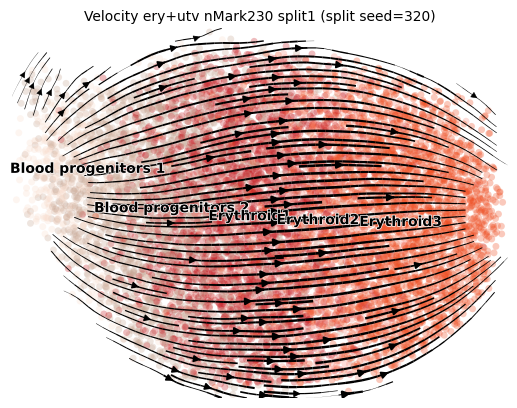 Velocity ery+utv nMark230 split1 (split seed=320)
Blood progenitors 1
Blood progenitors 2
Erythroid1
Erythroid2
Erythroid3